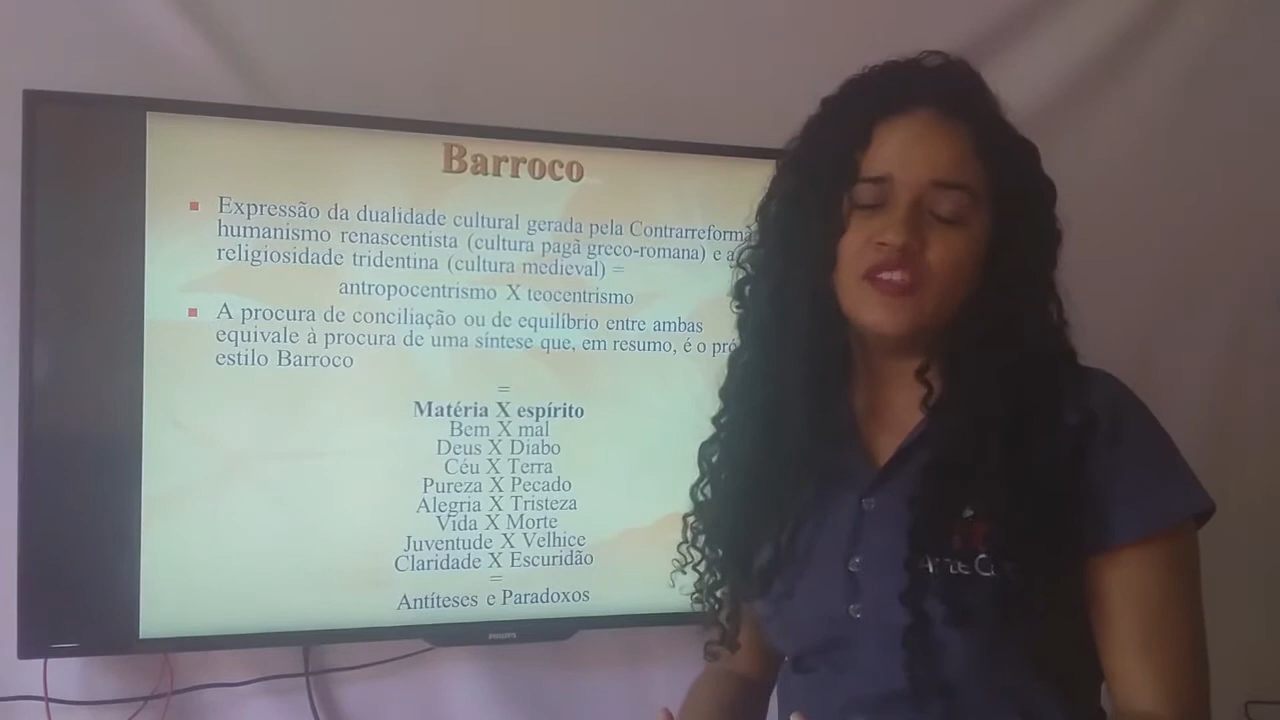 Barroco
Expressão da dualidade cultural gerada pela Contrarreforma
humanismo renascentista (cultura pagã greco-romana) e a
religiosidade tridentina (cultura medieval) =
antropocentrismo X teocentrismo
A procura de conciliação ou de equilíbrio entre ambas
equivale à procura de uma síntese que, em resumo, é o pró
estilo Barroco
=
Matéria X espírito
Bem X mal
Deus X Diabo
Céu X Terra
Pureza X Pecado
Alegria X Tristeza
Vida X Morte
Juventude X Velhice
Claridade X Escuridão
=
Antíteses e Paradoxos
PHILIPS